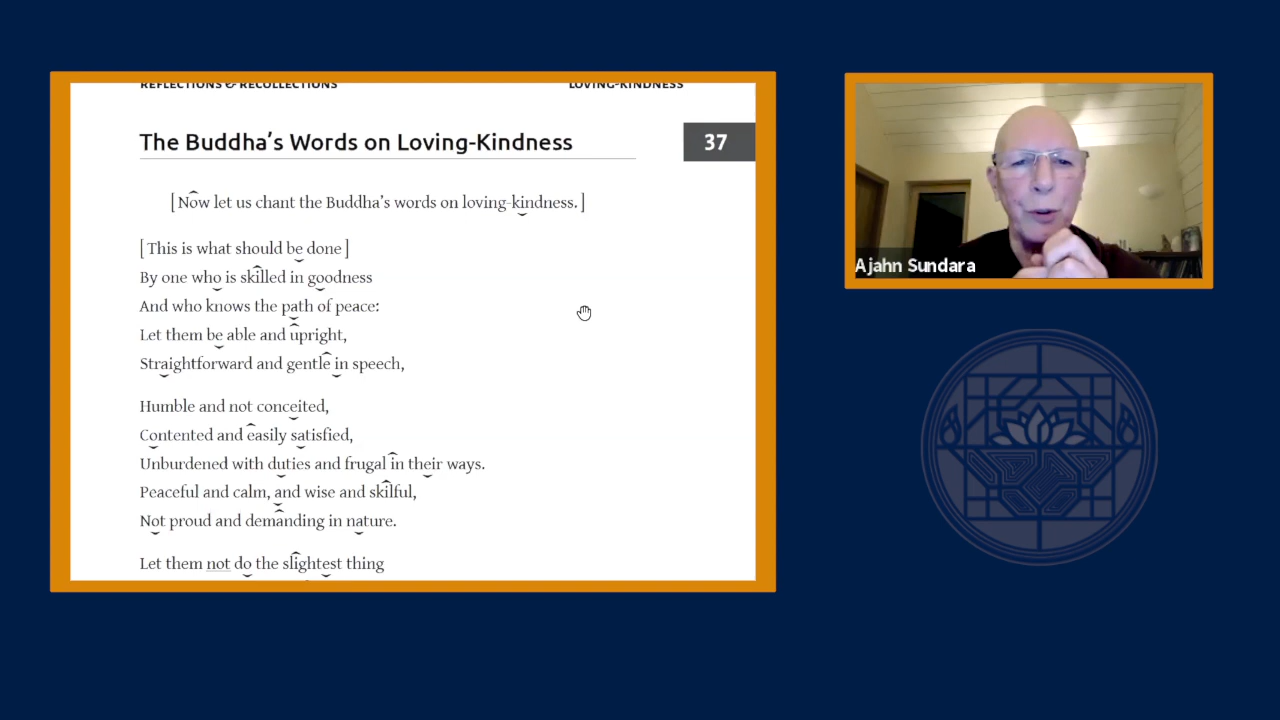 REFLECTIONS & RECOLLECTIONS
LOVING-KINDNESS
The Buddha's Words on Loving-Kindness
37
[Now let us chant the Buddha's words on loving-kindness.]
[This is what should be done]
By one who is skilled in goodness
And who knows the path of peace:
Let them be able and upright,
Straightforward and gentle in speech,
Humble and not conceited,
Contented and easily satisfied,
Unburdened with duties and frugal in their ways.
Peaceful and calm, and wise and skilful,
Not proud and demanding in nature.
Let them not do the slightest thing
Ajahn Sundara